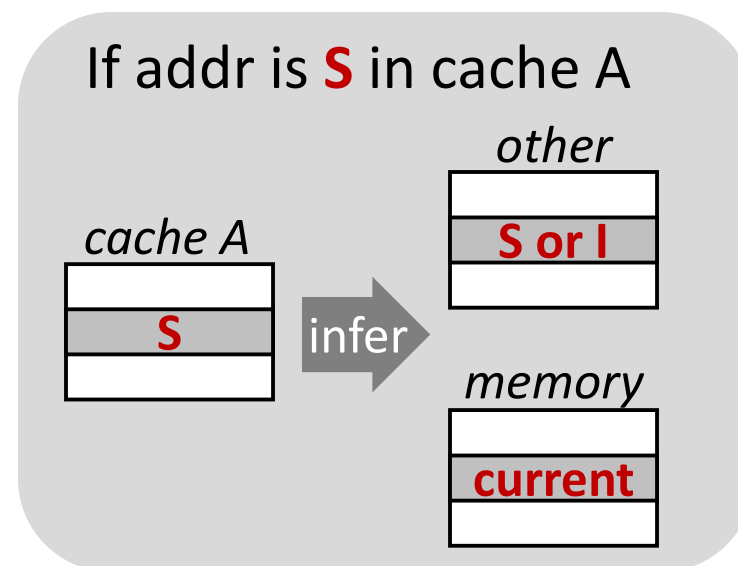 If addr is S in cache A
cache A
S
infer
other
S or I
memory
current